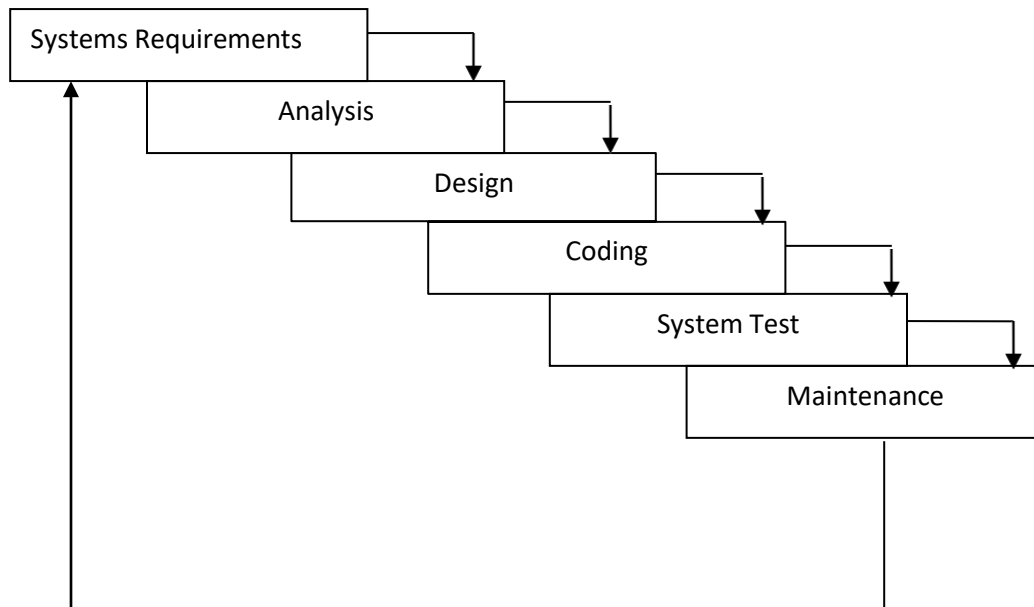 Systems Requirements
Analysis
Design
Coding
System Test
Maintenance